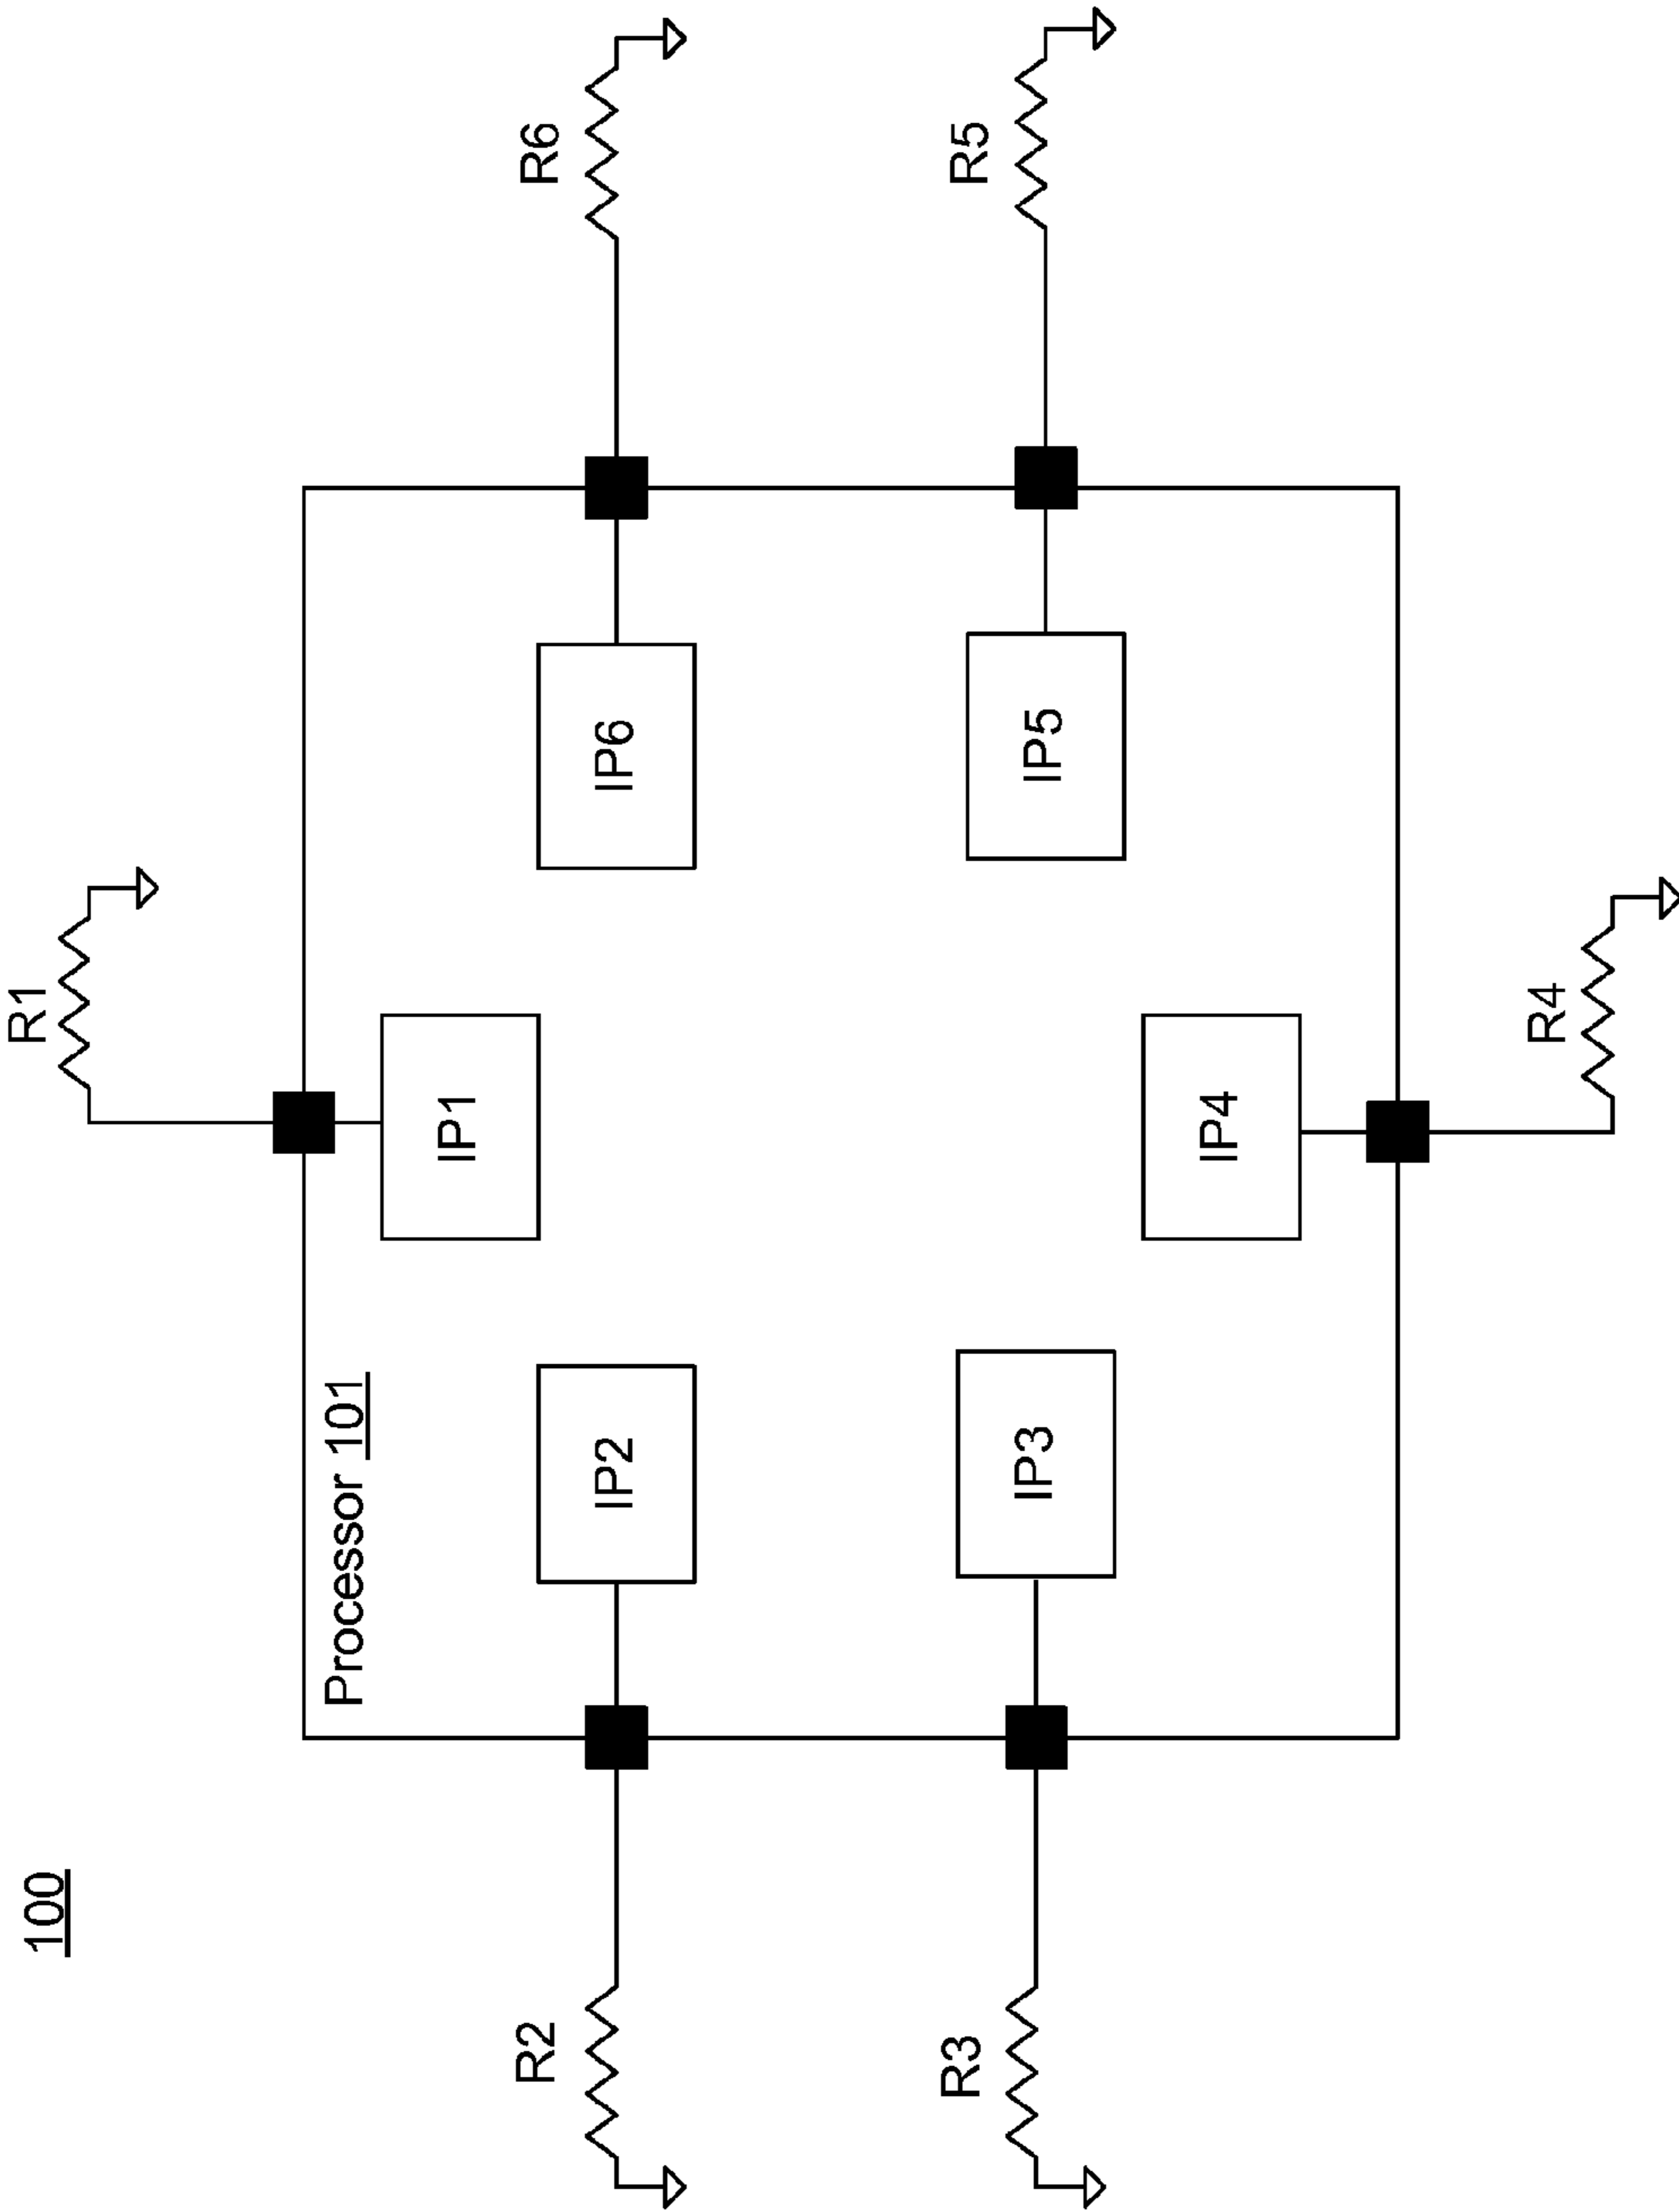 100
R1
Processor 101
IP1
R2
IP2
IP6
R6
R3
IP3
IP5
R5
IP4
R4